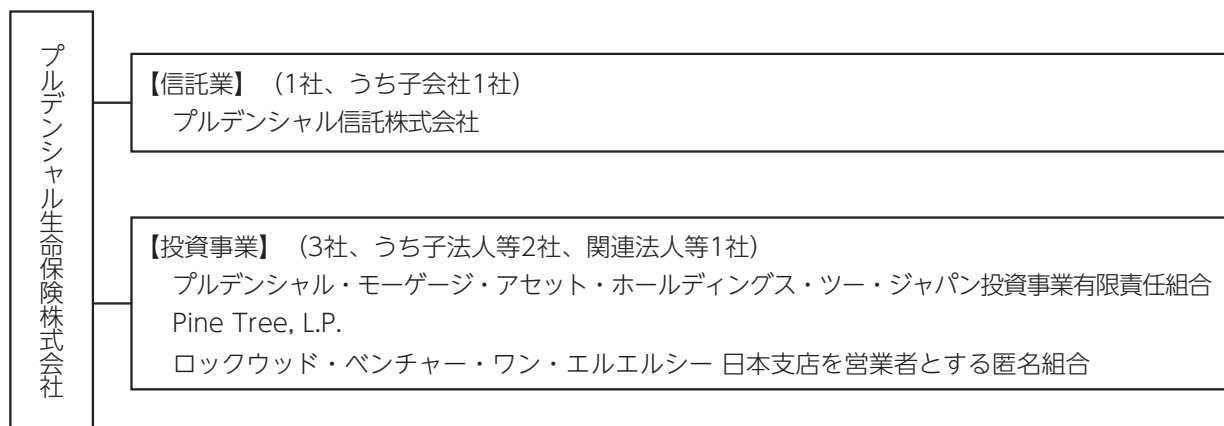 プルデンシャル生命保険株式会社
【信託業】（1社、うち子会社1社）
プルデンシャル信託株式会社
【投資事業】（3社、うち子法人等2社、関連法人等1社）
プルデンシャル・モーゲージ・アセット・ホールディングス・ツー・ジャパン投資事業有限責任組合
Pine Tree, L.P.
ロックウッド・ベンチャー・ワン・エルエルシー 日本支店を営業者とする匿名組合